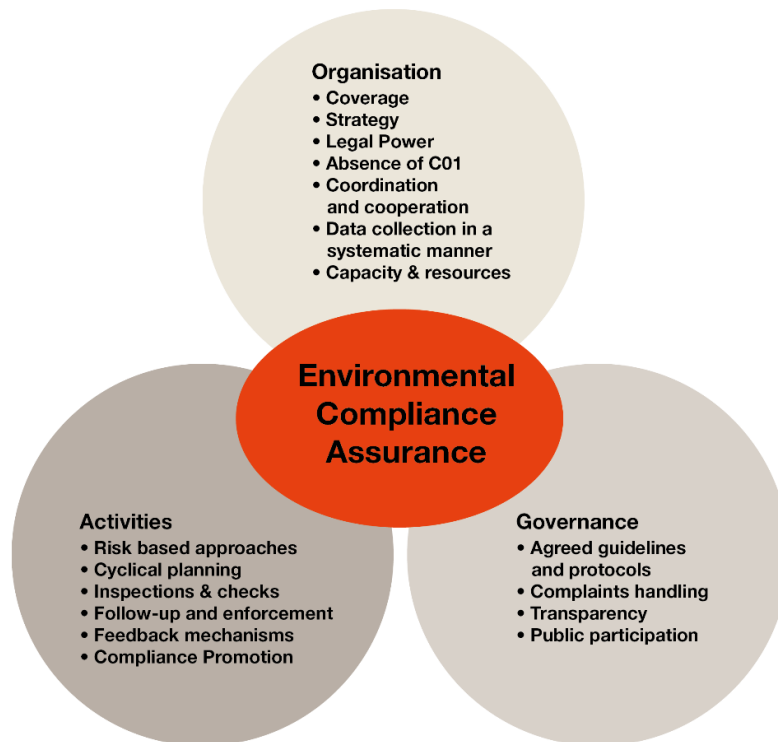 Organisation
• Coverage
• Strategy
• Legal Power
• Absence of C01
• Coordination
and cooperation
• Data collection in a
systematic manner
• Capacity & resources
Environmental
Compliance
Assurance
Activities
• Risk based approaches
• Cyclical planning
• Inspections & checks
• Follow-up and enforcement
• Feedback mechanisms
• Compliance Promotion
Governance
• Agreed guidelines
and protocols
• Complaints handling
• Transparency
• Public participation